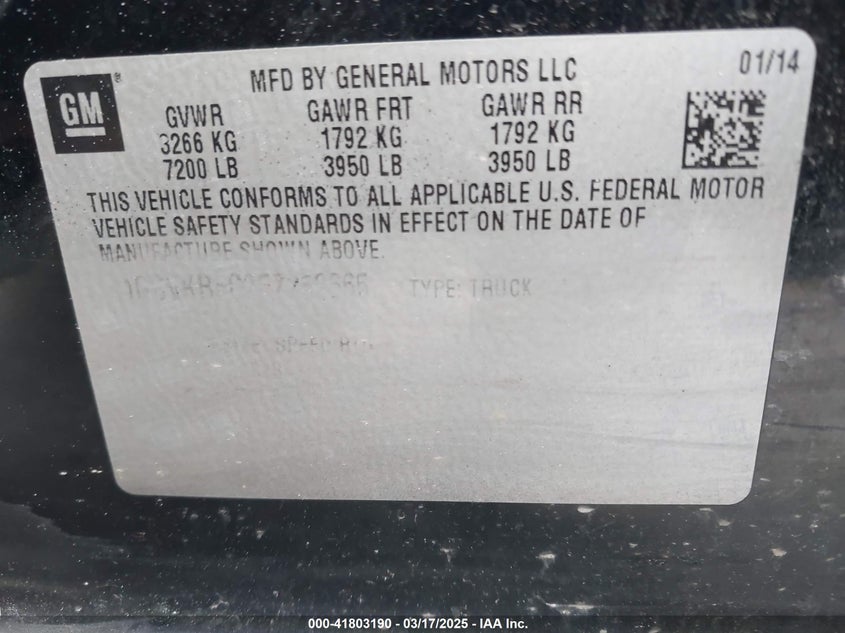 GM®
MFD BY GENERAL MOTORS LLC
01/14
GVWR GAWR FRT GAWR RR
3266 KG 1792 KG 1792 KG
7200 LB 3950 LB 3950 LB
THIS VEHICLE CONFORMS TO ALL APPLICABLE U.S. FEDERAL MOTOR
VEHICLE SAFETY STANDARDS IN EFFECT ON THE DATE OF
MANUFACTURE SHOWN ABOVE.
TYPE: TRUCK
000-41803190 - 03/17/2025 - IAA Inc.